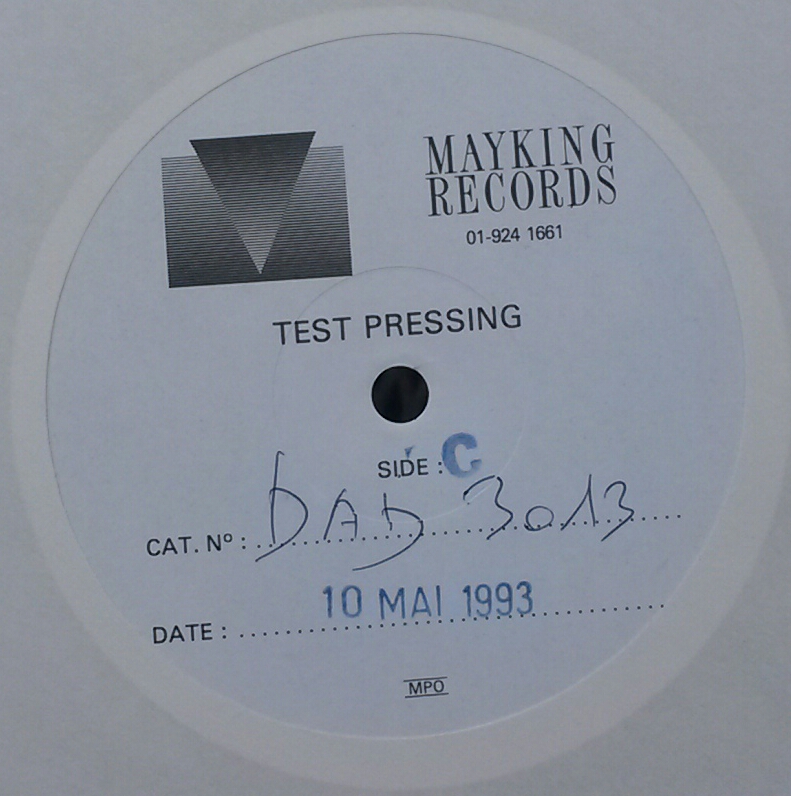 MAYKING
RECORDS
01-924 1661
TEST PRESSING
SIDE : C
CAT. Nº : DAD 3013
DATE : 10 MAI 1993
MPO